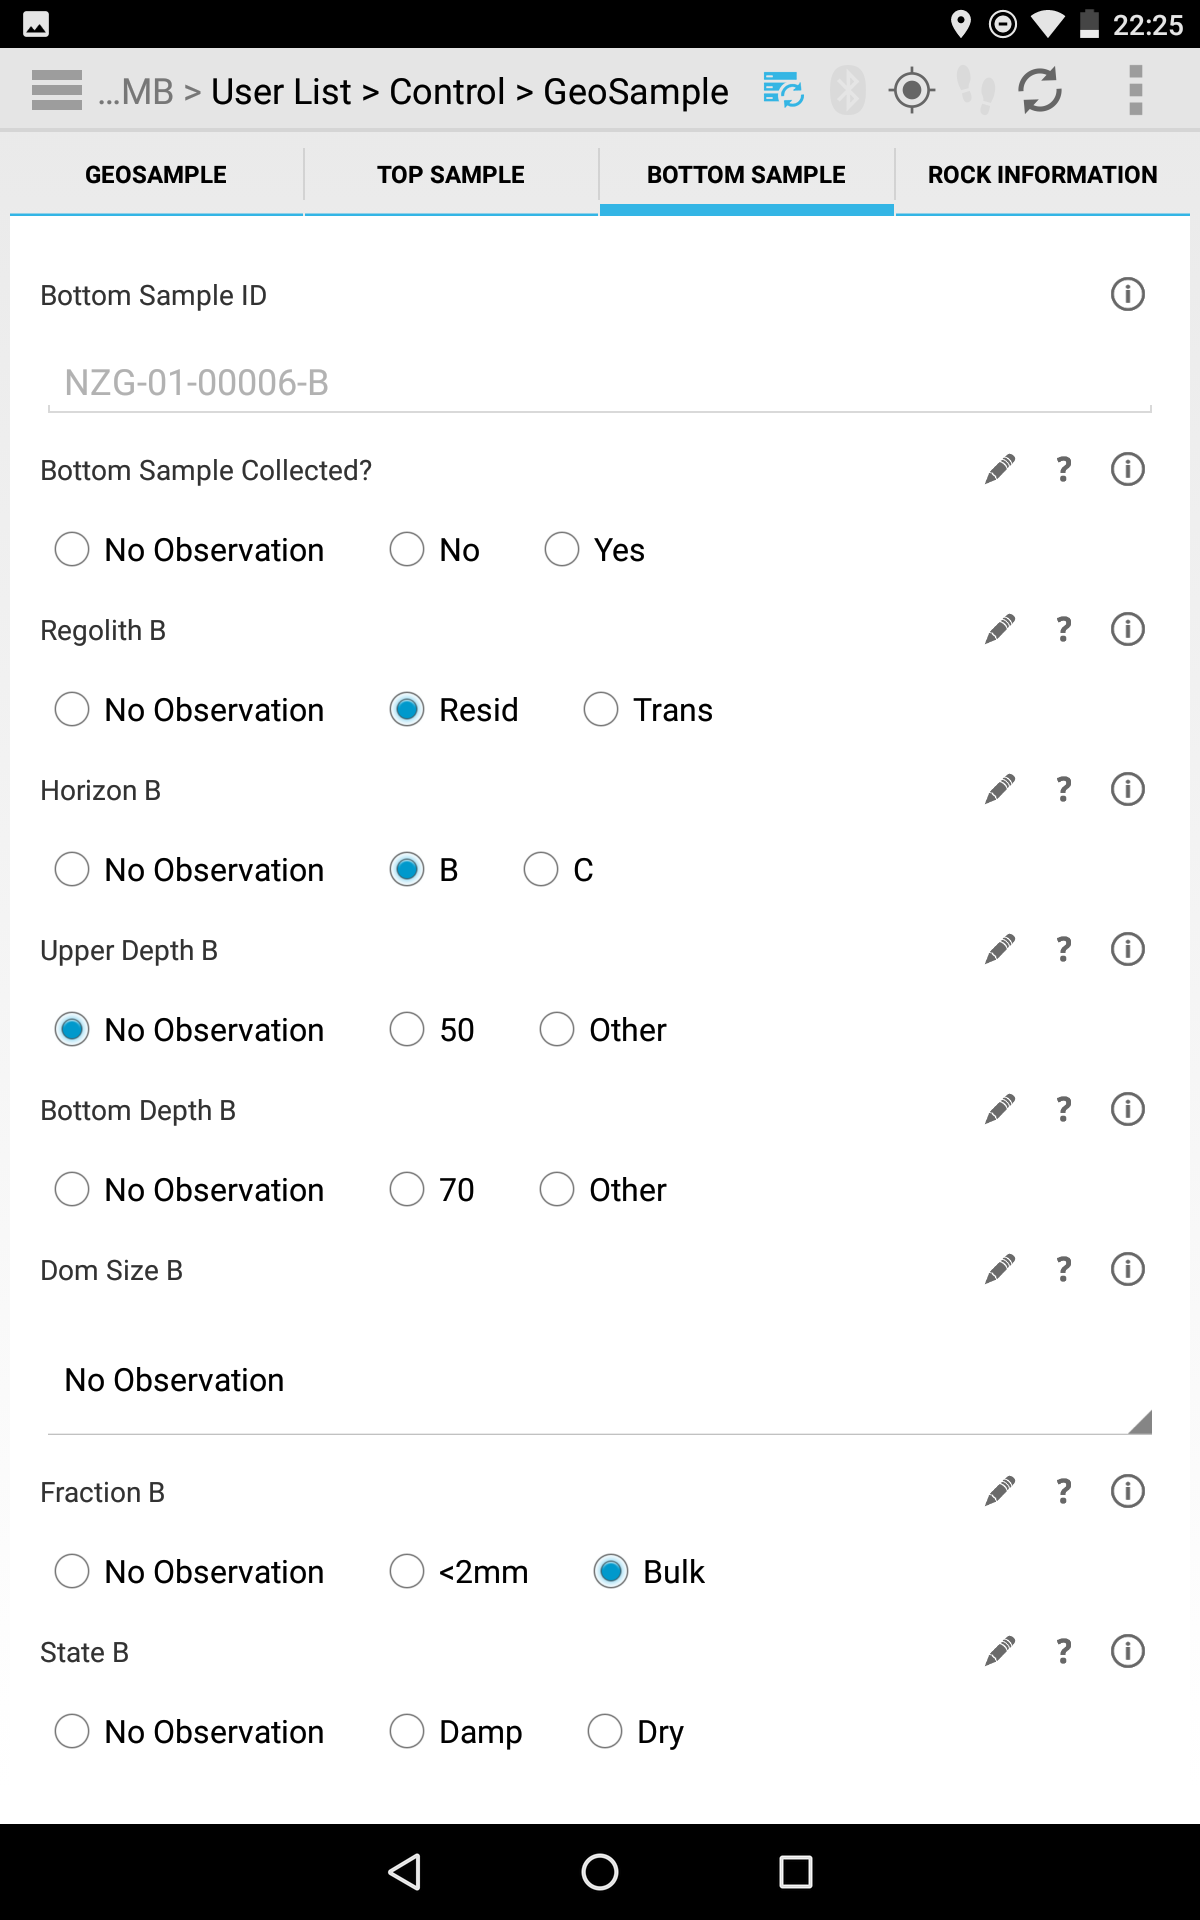 22:25
...MB > User List > Control > GeoSample
GEOSAMPLE TOP SAMPLE BOTTOM SAMPLE ROCK INFORMATION
Bottom Sample ID
NZG-01-00006-B
Bottom Sample Collected? ?
No Observation No Yes
Regolith B ?
No Observation Resid Trans
Horizon B ?
No Observation B C
Upper Depth B ?
No Observation 50 Other
Bottom Depth B ?
No Observation 70 Other
Dom Size B ?
No Observation
Fraction B ?
No Observation <2mm Bulk
State B ?
No Observation Damp Dry